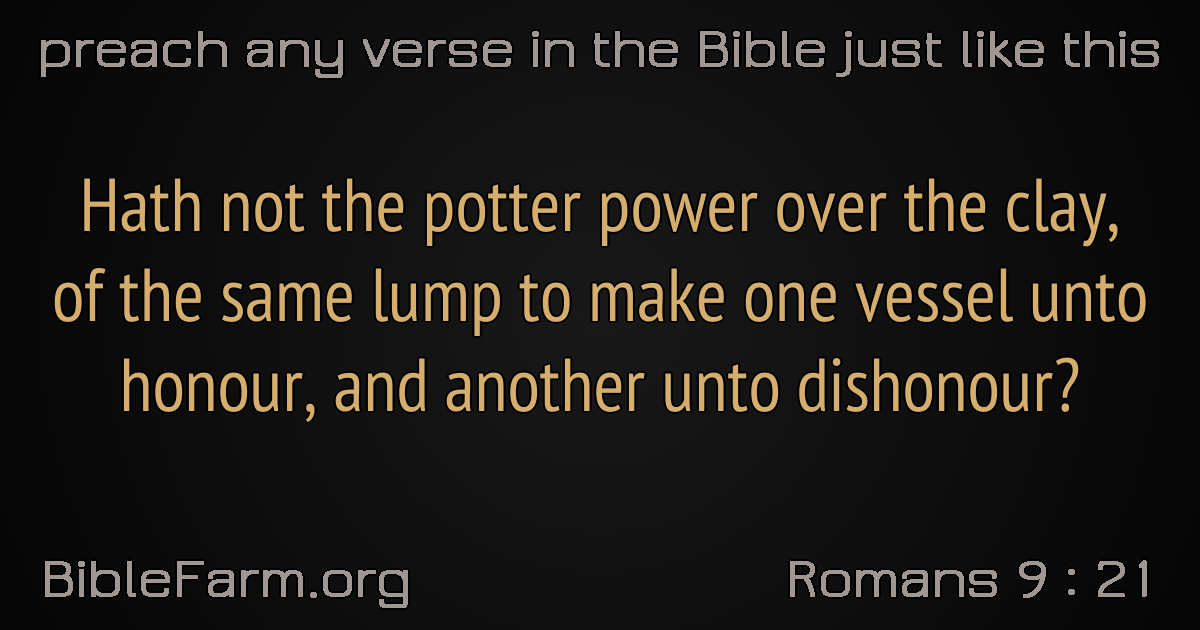 preach any verse in the Bible just like this
Hath not the potter power over the clay,
of the same lump to make one vessel unto
honour, and another unto dishonour?
BibleFarm.org
Romans 9 : 21